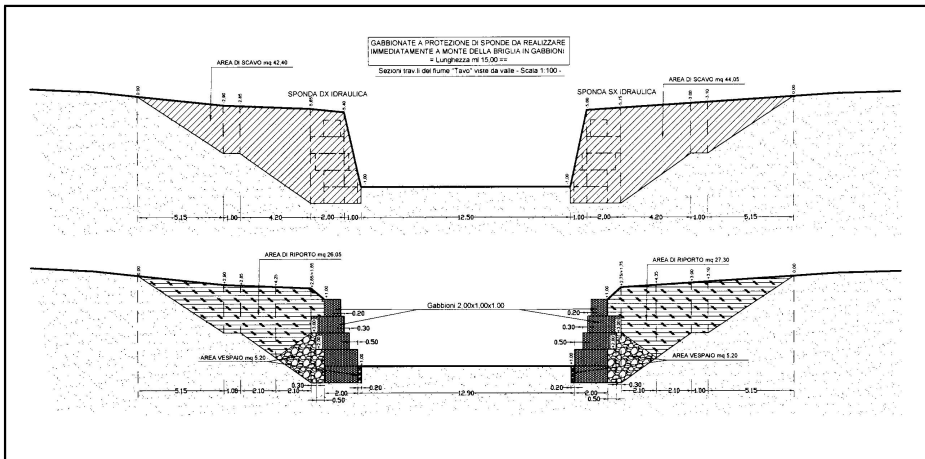 GABBIONATE A PROTEZIONE DI SPONDE DA REALIZZARE
IMMEDIATAMENTE A MONTE DELLA BRIGLIA IN GABBIONI
= Lunghezza ml 15,00 ==
Sezioni trav.li del fiume "Tavo" viste da valle - Scala 1:100 -
AREA DI SCAVO mq 42,40
AREA DI SCAVO mq 44,05
SPONDA DX IDRAULICA
SPONDA SX IDRAULICA
5,15 1,00 4,20 2,00 1,00 12,50 1,00 2,00 4,20 1,00 5,15
AREA DI RIPORTO mq 26.05
AREA DI RIPORTO mq 27,30
Gabbioni 2,00x1,00x1.00
0.20 0.20
0.30 0.30
0.50 0.50
AREA VESPAIO mq 5.20
AREA VESPAIO mq 5.20
0.30 0.20 0.20 0.30
5,15 1,00 2,10 2,10 2,00 12,90 2,00 2,10 2,10 1,00 5,15
0.50 0.50